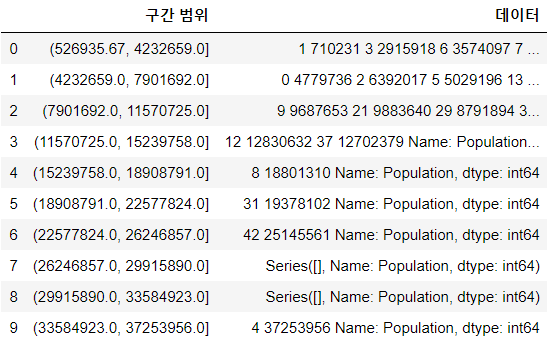 구간 범위 데이터
0 (526935.67, 4232659.0] 1 710231 3 2915918 6 3574097 7 ...
1 (4232659.0, 7901692.0] 0 4779736 2 6392017 5 5029196 13 ...
2 (7901692.0, 11570725.0] 9 9687653 21 9883640 29 8791894 3...
3 (11570725.0, 15239758.0] 12 12830632 37 12702379 Name: Population...
4 (15239758.0, 18908791.0] 8 18801310 Name: Population, dtype: int64
5 (18908791.0, 22577824.0] 31 19378102 Name: Population, dtype: int64
6 (22577824.0, 26246857.0] 42 25145561 Name: Population, dtype: int64
7 (26246857.0, 29915890.0] Series([], Name: Population, dtype: int64)
8 (29915890.0, 33584923.0] Series([], Name: Population, dtype: int64)
9 (33584923.0, 37253956.0] 4 37253956 Name: Population, dtype: int64